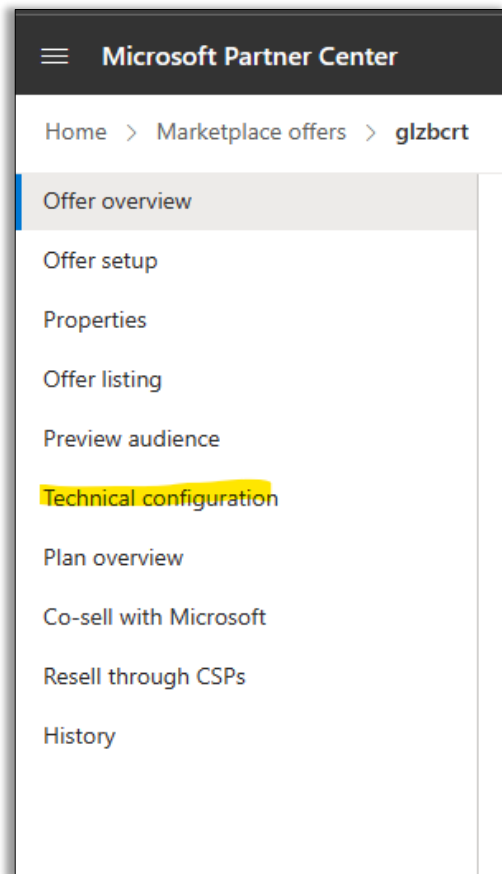 Microsoft Partner Center
Home > Marketplace offers > glzbcrt
Offer overview
Offer setup
Properties
Offer listing
Preview audience
Technical configuration
Plan overview
Co-sell with Microsoft
Resell through CSPs
History